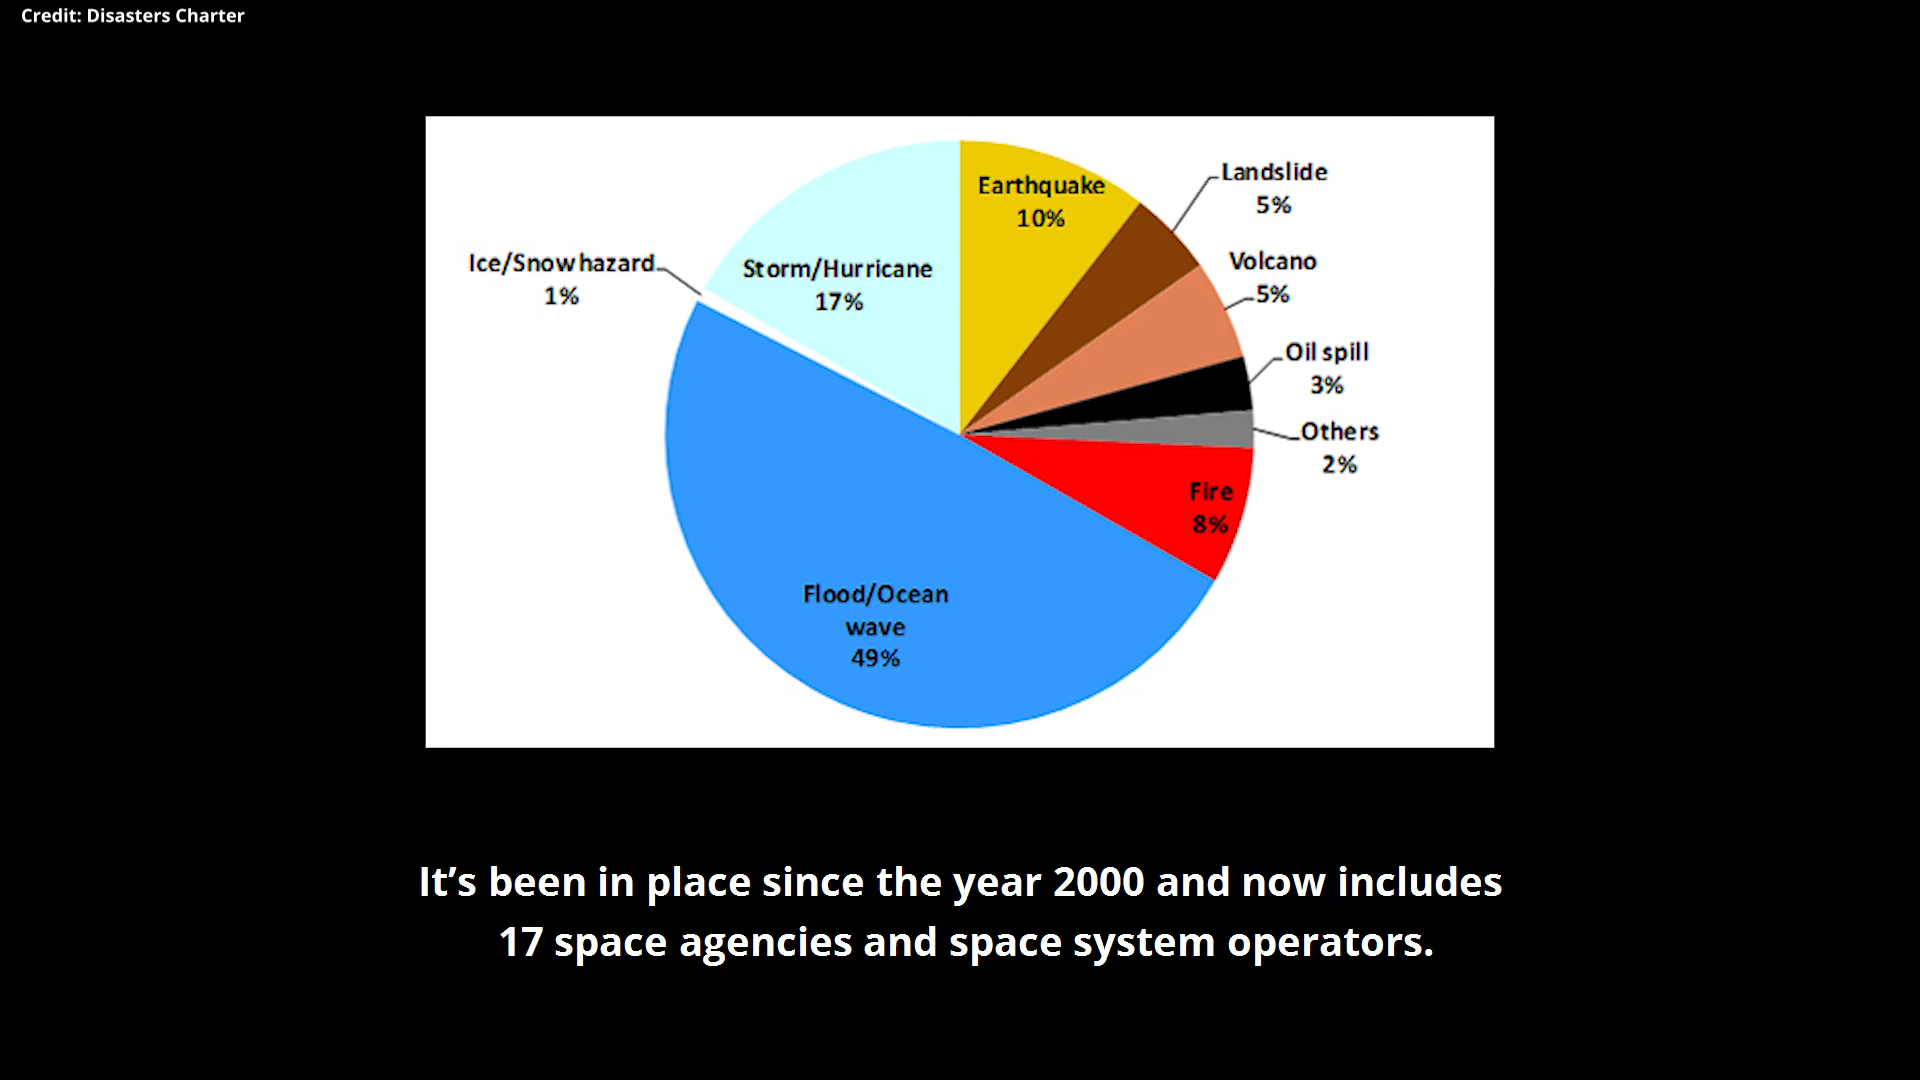 Credit: Disasters Charter
Earthquake
10%
Landslide
5%
Volcano
5%
Oil spill
3%
Others
2%
Fire
8%
Flood/Ocean
wave
49%
Ice/Snow hazard
1%
Storm/Hurricane
17%
It’s been in place since the year 2000 and now includes
17 space agencies and space system operators.